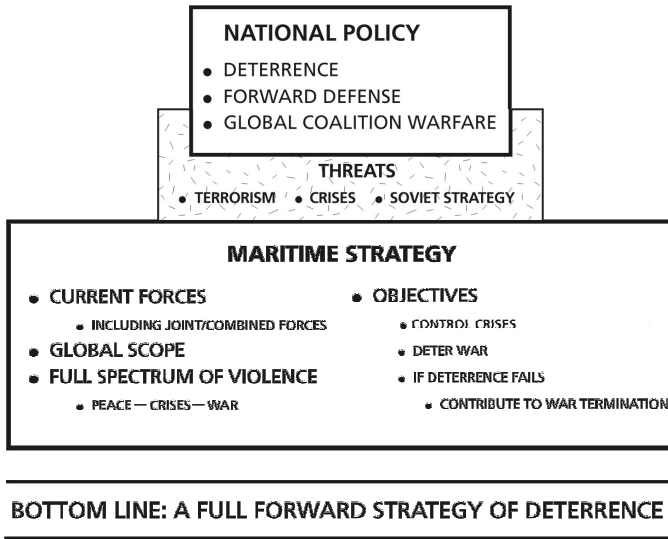 NATIONAL POLICY
• DETERRENCE
• FORWARD DEFENSE
• GLOBAL COALITION WARFARE
THREATS
• TERRORISM • CRISES • SOVIET STRATEGY
MARITIME STRATEGY
• CURRENT FORCES
• INCLUDING JOINT/COMBINED FORCES
• GLOBAL SCOPE
• FULL SPECTRUM OF VIOLENCE
• PEACE — CRISES — WAR
• OBJECTIVES
• CONTROL CRISES
• DETER WAR
• IF DETERRENCE FAILS
• CONTRIBUTE TO WAR TERMINATION
BOTTOM LINE: A FULL FORWARD STRATEGY OF DETERRENCE